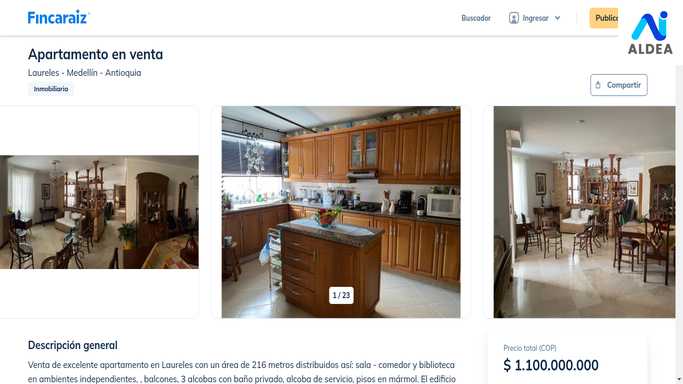 Fincaraiz
Buscador
Ingresar
Public
ALDEA
Apartamento en venta
Laureles - Medellín - Antioquia
Inmobiliario
Compartir
1 / 23
Descripción general
Venta de excelente apartamento en Laureles con un área de 216 metros distribuidos así: sala - comedor y biblioteca
en ambientes independientes, , balcones, 3 alcobas con baño privado, alcoba de servicio, pisos en mármol. El edificio
Precio total (COP)
$ 1.100.000.000